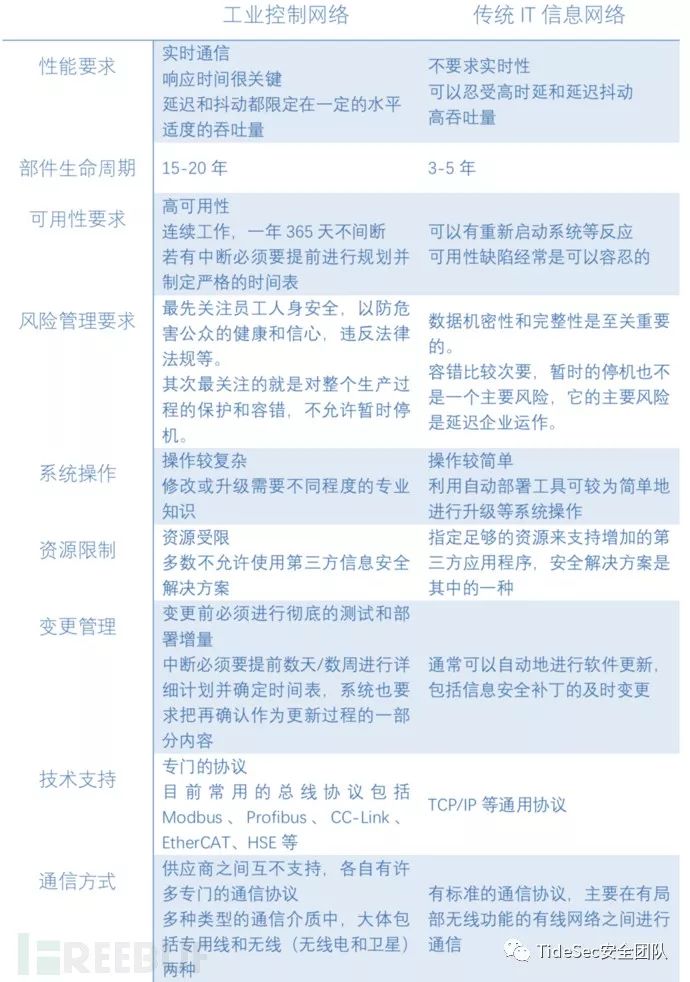 工业控制网络
传统 IT 信息网络
性能要求
实时通信
响应时间很关键
延迟和抖动都限定在一定的水平
适度的吞吐量
不要求实时性
可以忍受高时延和延迟抖动
高吞吐量
部件生命周期
15-20 年
3-5 年
可用性要求
高可用性
连续工作，一年 365 天不间断
若有中断必须要提前进行规划并
制定严格的时间表
可以有重新启动系统等反应
可用性缺陷经常是可以容忍的
风险管理要求
最先关注员工人身安全，以防危
害公众的健康和信心，违反法律
法规等。
其次最关注的就是对整个生产过
程的保护和容错，不允许暂时停
机。
数据机密性和完整性是至关重要
的。
容错比较次要，暂时的停机也不
是一个主要风险，它的主要风险
是延迟企业运作。
系统操作
操作较复杂
修改或升级需要不同程度的专业
知识
操作较简单
利用自动部署工具可较为简单地
进行升级等系统操作
资源限制
资源受限
多数不允许使用第三方信息安全
解决方案
指定足够的资源来支持增加的第
三方应用程序，安全解决方案是
其中的一种
变更管理
变更前必须进行彻底的测试和部
署增量
中断必须要提前数天/数周进行详
细计划并确定时间表，系统也要
求把再确认作为更新过程的一部
分内容
通常可以自动地进行软件更新，
包括信息安全补丁的及时变更
技术支持
专门的协议
目前常用的总线协议包括
Modbus、Profibus、CC-Link、
EtherCAT、HSE 等
TCP/IP 等通用协议
通信方式
供应商之间互不支持，各自有许
多专门的通信协议
多种类型的通信介质中，大体包
括专用线和无线（无线电和卫星）
两种
有标准的通信协议，主要在有局
部无线功能的有线网络之间进行
通信
FREEBUF
TideSec安全团队